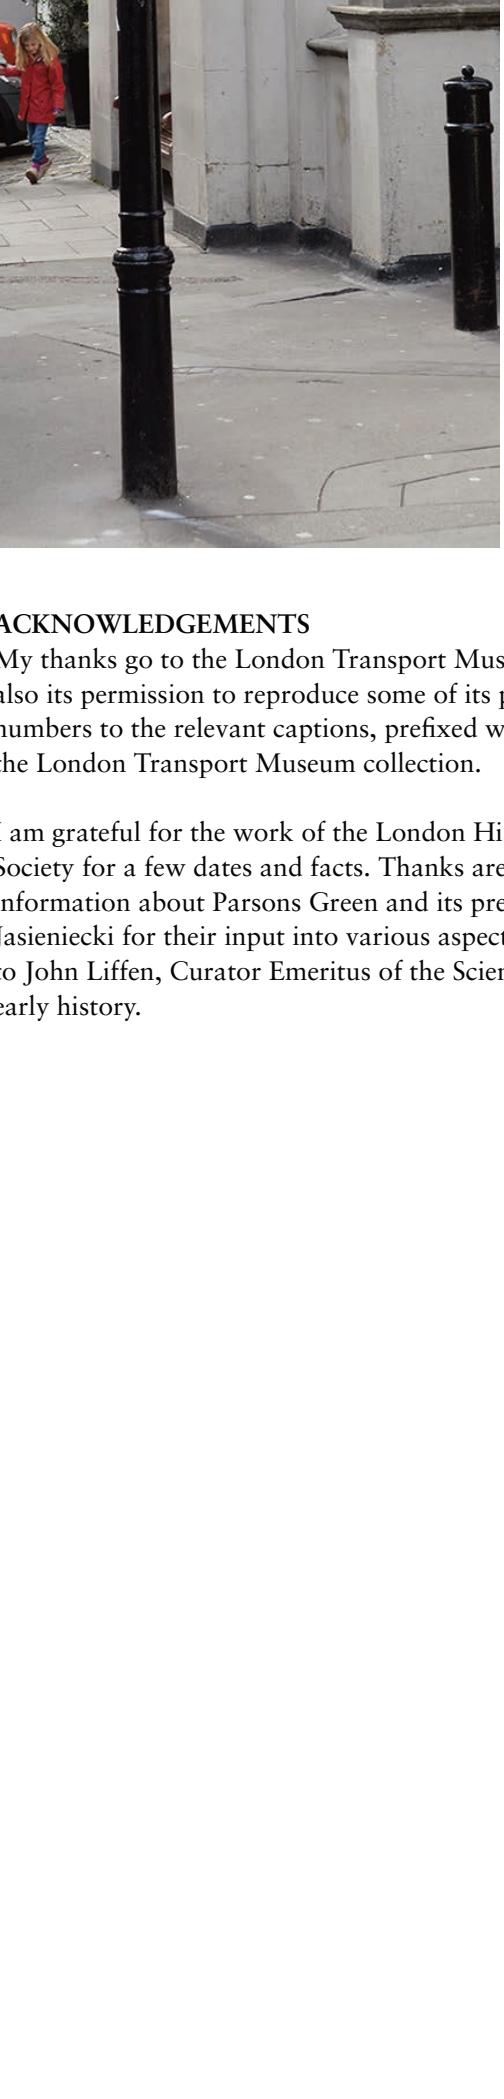 ACKNOWLEDGEMENTS
My thanks go to the London Transport Mus
also its permission to reproduce some of its p
numbers to the relevant captions, prefixed w
the London Transport Museum collection.
I am grateful for the work of the London Hi
Society for a few dates and facts. Thanks are
information about Parsons Green and its pre
Jasieniecki for their input into various aspect
to John Liffen, Curator Emeritus of the Scien
early history.